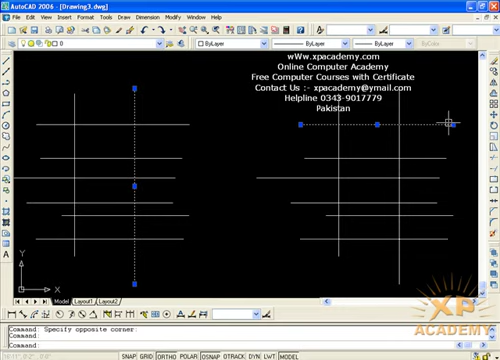 AutoCAD 2006 - [Drawing3.dwg]
File Edit View Insert Format Tools Draw Dimension Modify Window Help
0
ByLayer
ByLayer
ByLayer
ByColor
wWw.xpacademy.com
Online Computer Academy
Free Computer Courses with Certificate
Contact Us :- xpacademy@ymail.com
Helpline 0343-9017779
Pakistan
A
Y
X
Model Layout1 Layout2
XP
ACADEMY
Command: Specify opposite corner:
Command:
Command:
SNAP GRID ORTHO POLAR OSNAP OTRACK DYN LWT MODEL